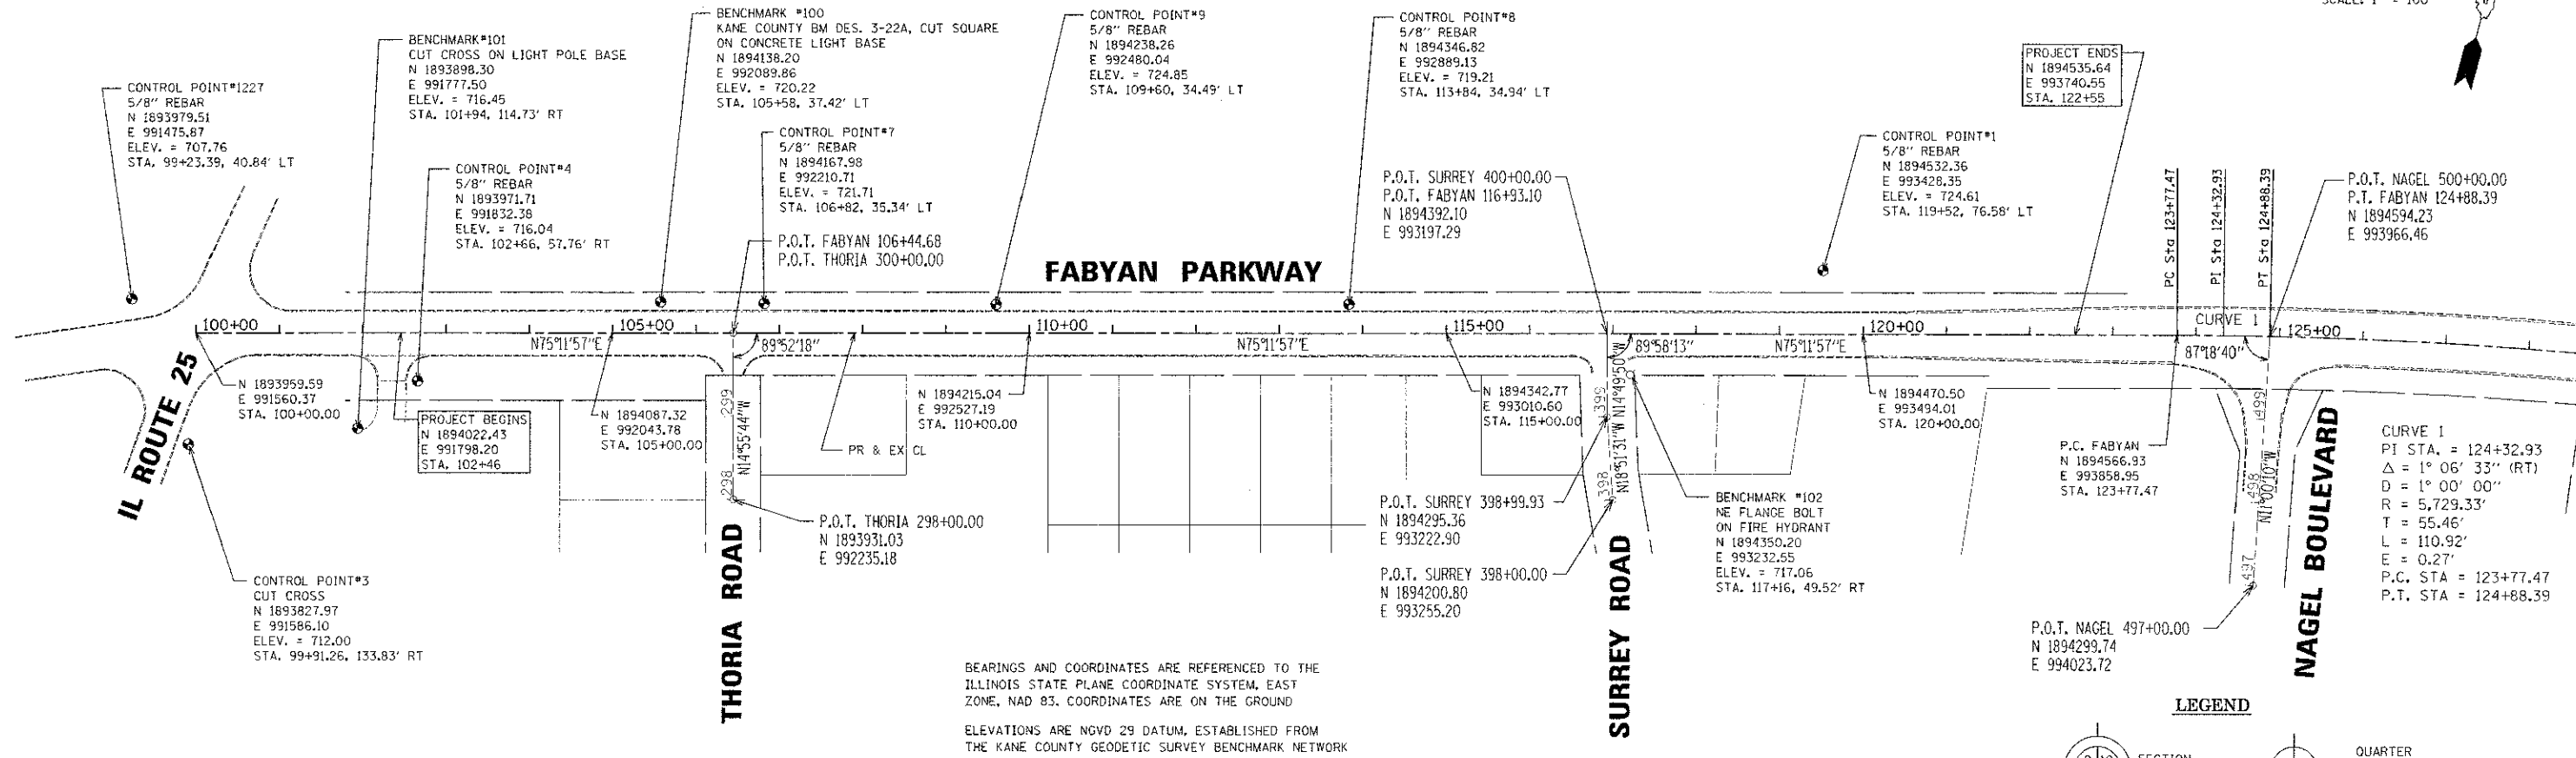 SCALE: 1" = 100'
CONTROL POINT#1227
5/8" REBAR
N 1893979.51
E 991475.87
ELEV. = 707.76
STA. 99+23.39, 40.84' LT
BENCHMARK#101
CUT CROSS ON LIGHT POLE BASE
N 1893898.30
E 991777.50
ELEV. = 716.45
STA. 101+94, 114.73' RT
CONTROL POINT#4
5/8" REBAR
N 1893971.71
E 991832.38
ELEV. = 716.04
STA. 102+66, 57.76' RT
BENCHMARK #100
KANE COUNTY BM DES. 3-22A, CUT SQUARE
ON CONCRETE LIGHT BASE
N 1894138.20
E 992089.86
ELEV. = 720.22
STA. 105+58, 37.42' LT
CONTROL POINT#7
5/8" REBAR
N 1894167.98
E 992210.71
ELEV. = 721.71
STA. 106+82, 35.34' LT
P.O.T. FABYAN 106+44.68
P.O.T. THORIA 300+00.00
CONTROL POINT#9
5/8" REBAR
N 1894238.26
E 992480.04
ELEV. = 724.85
STA. 109+60, 34.49' LT
CONTROL POINT#8
5/8" REBAR
N 1894346.82
E 992889.13
ELEV. = 719.21
STA. 113+84, 34.94' LT
P.O.T. SURREY 400+00.00
P.O.T. FABYAN 116+93.10
N 1894392.10
E 993197.29
CONTROL POINT#1
5/8" REBAR
N 1894532.36
E 993428.35
ELEV. = 724.61
STA. 119+52, 76.58' LT
PROJECT ENDS
N 1894535.64
E 993740.55
STA. 122+55
PC Sta 123+77.47
PI Sta 124+32.93
PT Sta 124+88.39
P.O.T. NAGEL 500+00.00
P.T. FABYAN 124+88.39
N 1894594.23
E 993966.46
FABYAN PARKWAY
100+00
105+00
110+00
115+00
120+00
CURVE 1
125+00
N75°11'57"E
89°52'18"
N75°11'57"E
89°58'13"
N75°11'57"E
87°18'40"
IL ROUTE 25
N 1893959.59
E 991560.37
STA. 100+00.00
PROJECT BEGINS
N 1894022.43
E 991798.20
STA. 102+46
N 1894087.32
E 992043.78
STA. 105+00.00
299
298
N14°55'44"W
PR & EX CL
N 1894215.04
E 992527.19
STA. 110+00.00
N 1894342.77
E 993010.60
STA. 115+00.00
399
398
N14°49'50"W
N18°51'31"W
N 1894470.50
E 993494.01
STA. 120+00.00
P.C. FABYAN
N 1894566.93
E 993858.95
STA. 123+77.47
499
498
497
N11°00'10"W
P.O.T. THORIA 298+00.00
N 1893931.03
E 992235.18
THORIA ROAD
P.O.T. SURREY 398+99.93
N 1894295.36
E 993222.90
P.O.T. SURREY 398+00.00
N 1894200.80
E 993255.20
SURREY ROAD
BENCHMARK #102
NE FLANGE BOLT
ON FIRE HYDRANT
N 1894350.20
E 993232.55
ELEV. = 717.06
STA. 117+16, 49.52' RT
P.O.T. NAGEL 497+00.00
N 1894299.74
E 994023.72
NAGEL BOULEVARD
CURVE 1
PI STA. = 124+32.93
Δ = 1° 06' 33" (RT)
D = 1° 00' 00"
R = 5,729.33'
T = 55.46'
L = 110.92'
E = 0.27'
P.C. STA = 123+77.47
P.T. STA = 124+88.39
CONTROL POINT#3
CUT CROSS
N 1893827.97
E 991586.10
ELEV. = 712.00
STA. 99+91.26, 133.83' RT
BEARINGS AND COORDINATES ARE REFERENCED TO THE
ILLINOIS STATE PLANE COORDINATE SYSTEM, EAST
ZONE, NAD 83. COORDINATES ARE ON THE GROUND
ELEVATIONS ARE NGVD 29 DATUM, ESTABLISHED FROM
THE KANE COUNTY GEODETIC SURVEY BENCHMARK NETWORK
LEGEND
SECTION
QUARTER